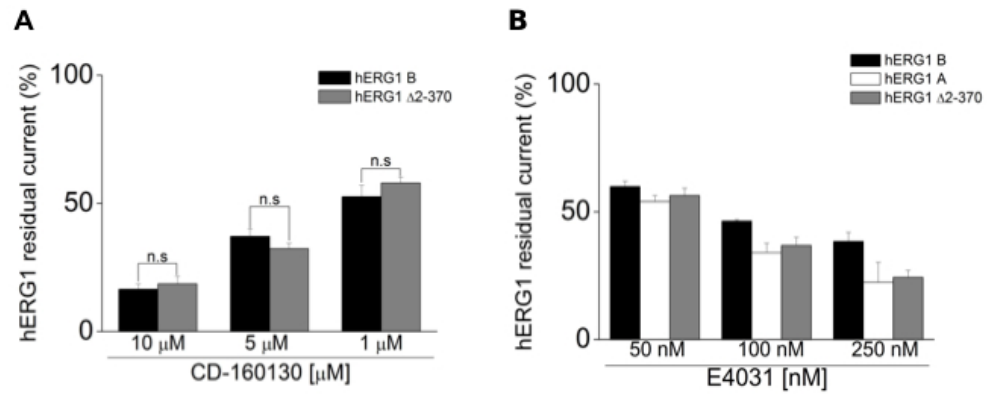 A
hERG1 residual current (%)
100
50
0
hERG1 B
hERG1 Δ2-370
n.s
n.s
n.s
10 μM
5 μM
1 μM
CD-160130 [μM]
B
hERG1 residual current (%)
100
50
0
hERG1 B
hERG1 A
hERG1 Δ2-370
50 nM
100 nM
250 nM
E4031 [nM]